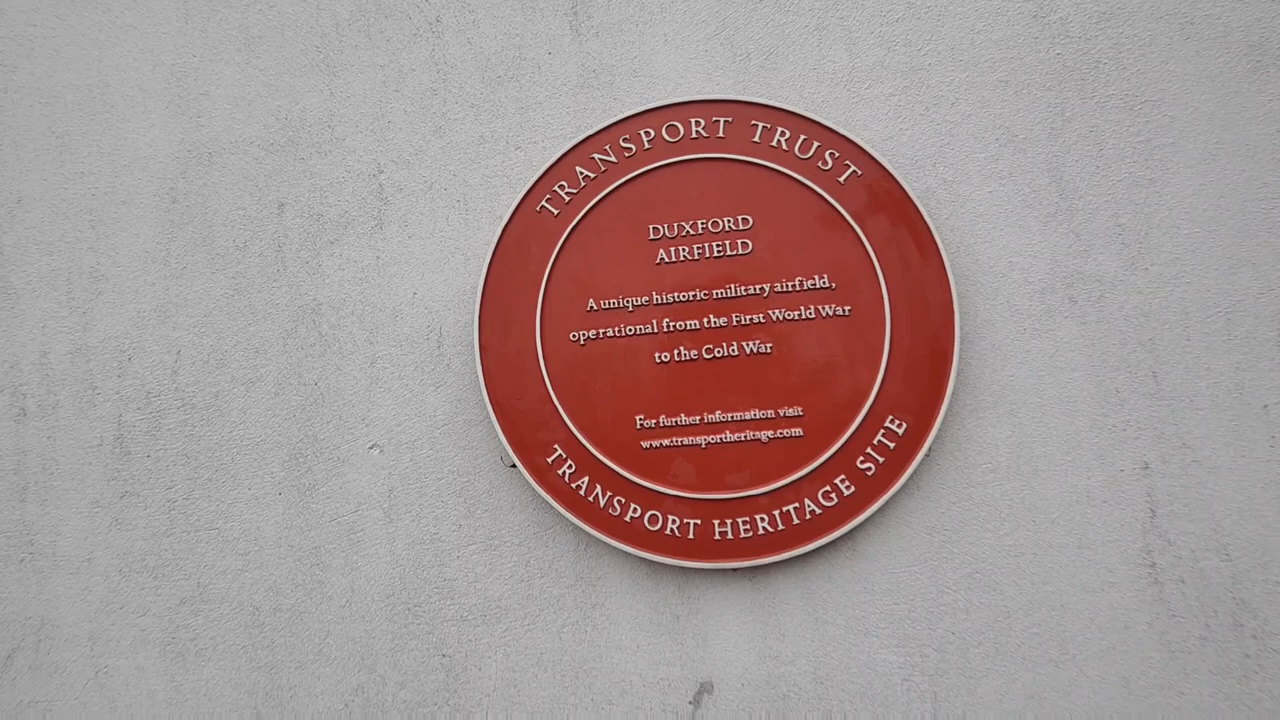 TRANSPORT TRUST
DUXFORD
AIRFIELD
A unique historic military airfield,
operational from the First World War
to the Cold War
For further information visit
www.transportheritage.com
TRANSPORT HERITAGE SITE